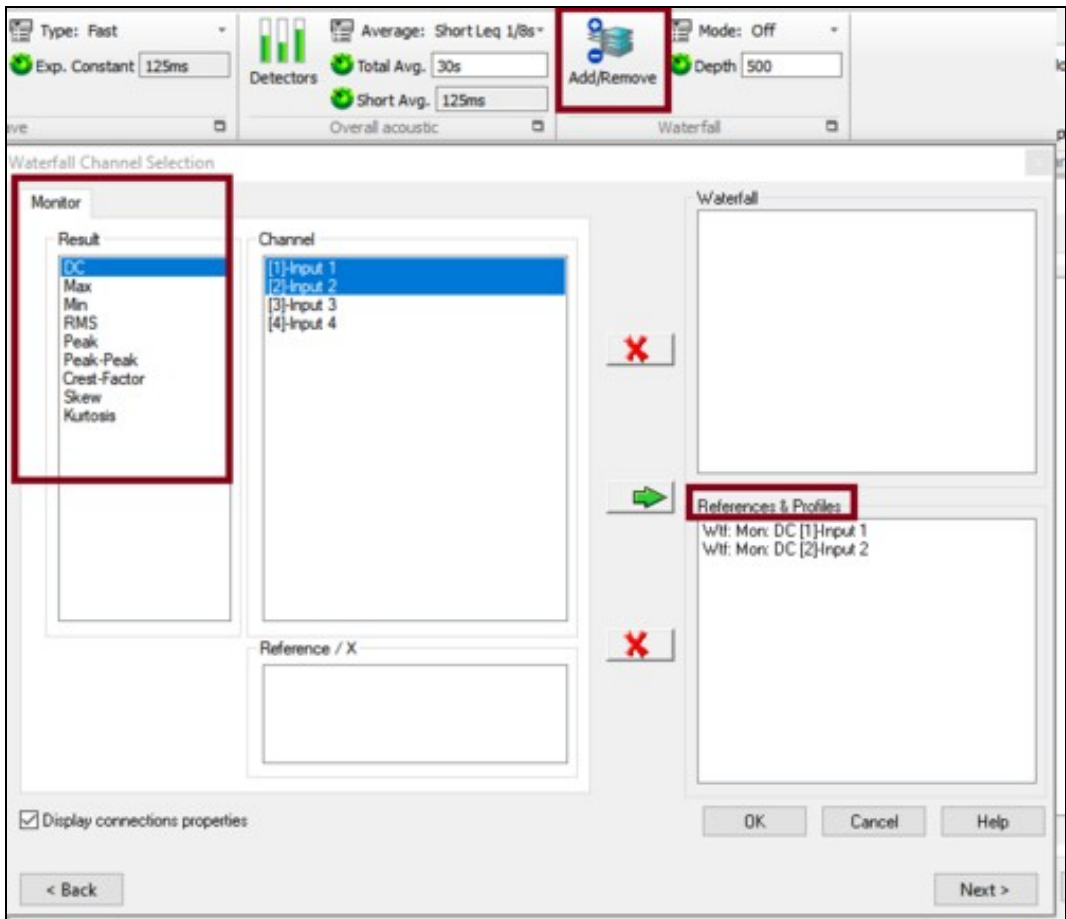 Type: Fast
Exp. Constant 125ms
ave
Detectors
Average: Short Leq 1/8s
Total Avg. 30s
Short Avg. 125ms
Overall acoustic
Add/Remove
Mode: Off
Depth 500
Waterfall
Waterfall Channel Selection
Monitor
Result
DC
Max
Min
RMS
Peak
Peak-Peak
Crest-Factor
Skew
Kurtosis
Channel
[1]-Input 1
[2]-Input 2
[3]-Input 3
[4]-Input 4
Reference / X
Waterfall
References & Profiles
Wtf: Mon: DC [1]-Input 1
Wtf: Mon: DC [2]-Input 2
Display connections properties
OK
Cancel
Help
< Back
Next >